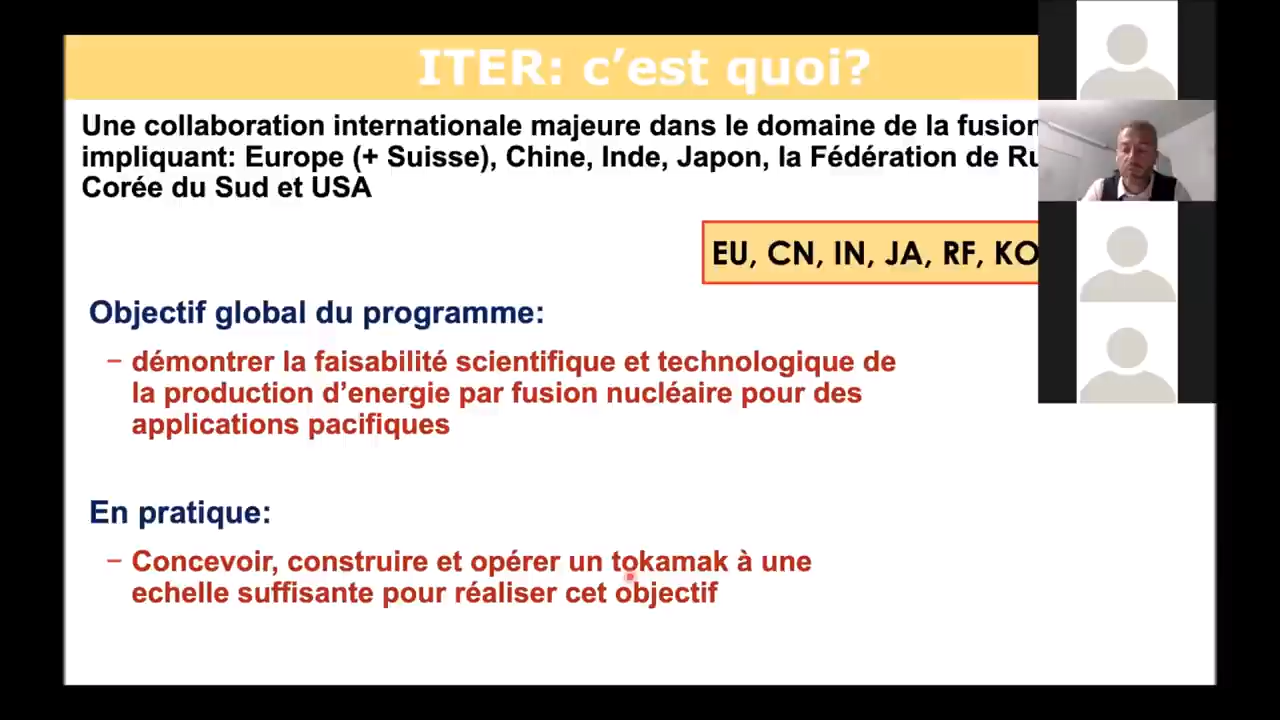 ITER: c’est quoi?
Une collaboration internationale majeure dans le domaine de la fusion
impliquant: Europe (+ Suisse), Chine, Inde, Japon, la Fédération de
Corée du Sud et USA
EU, CN, IN, JA, RF, KO
Objectif global du programme:
– démontrer la faisabilité scientifique et technologique de
la production d’energie par fusion nucléaire pour des
applications pacifiques
En pratique:
– Concevoir, construire et opérer un tokamak à une
echelle suffisante pour réaliser cet objectif